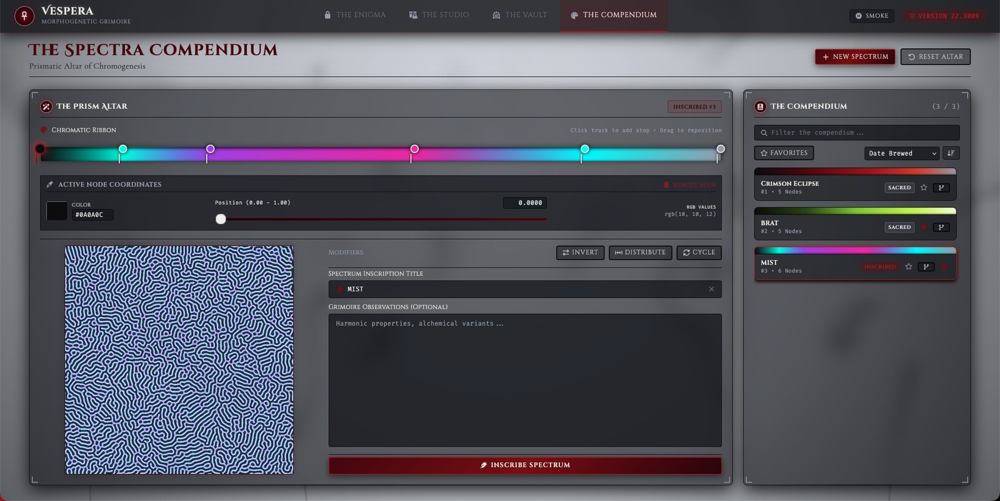 VESPERA
MORPHOGENETIC GRIMOIRE
THE ENIGMA
THE STUDIO
THE VAULT
THE COMPENDIUM
SMOKE
VERSION 22.3009
THE SPECTRA COMPENDIUM
Prismatic Altar of Chromogenesis
+ NEW SPECTRUM
RESET ALTAR
THE PRISM ALTAR
INSCRIBED #3
CHROMATIC RIBBON
Click track to add stop • Drag to reposition
ACTIVE NODE COORDINATES
REMOVE NODE
COLOR
#0A0A0C
Position (0.00 - 1.00)
0.0000
RGB VALUES
rgb(10, 10, 12)
MODIFIERS:
INVERT
DISTRIBUTE
CYCLE
SPECTRUM INSCRIPTION TITLE
MIST
GRIMOIRE OBSERVATIONS (OPTIONAL)
Harmonic properties, alchemical variants...
INSCRIBE SPECTRUM
THE COMPENDIUM
(3 / 3)
Filter the compendium...
FAVORITES
Date Brewed
CRIMSON ECLIPSE
#1 • 5 Nodes
SACRED
BRAT
#2 • 5 Nodes
SACRED
MIST
#3 • 6 Nodes
INSCRIBED